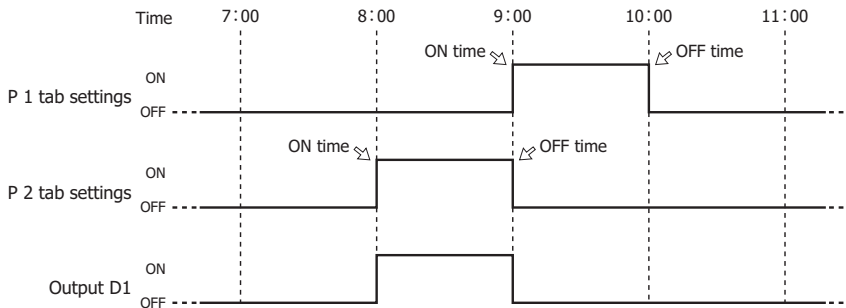 Time 7:00 8:00 9:00 10:00 11:00
ON time OFF time
ON
P 1 tab settings
OFF
ON time OFF time
ON
P 2 tab settings
OFF
ON
Output D1
OFF